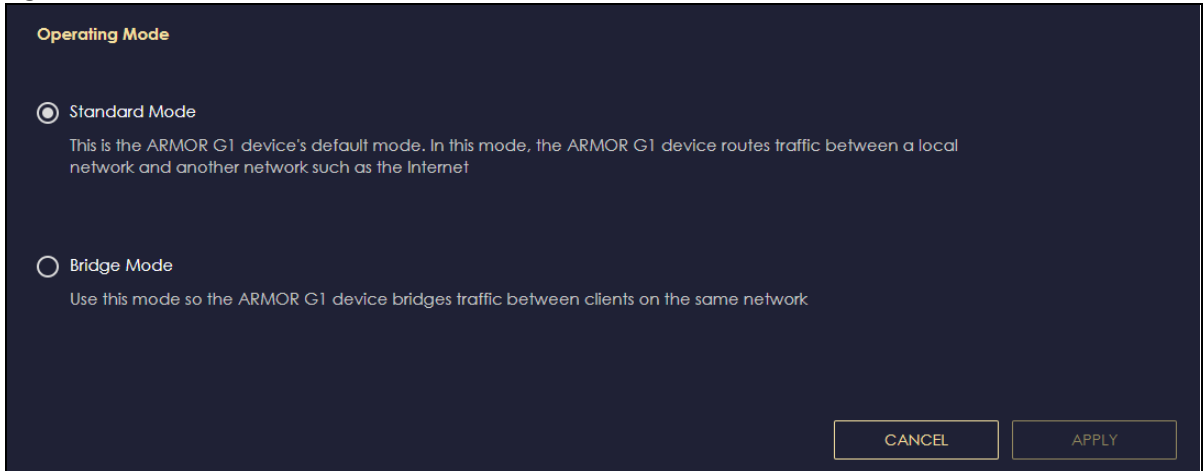 Operating Mode
Standard Mode
This is the ARMOR G1 device's default mode. In this mode, the ARMOR G1 device routes traffic between a local
network and another network such as the Internet
Bridge Mode
Use this mode so the ARMOR G1 device bridges traffic between clients on the same network
CANCEL
APPLY